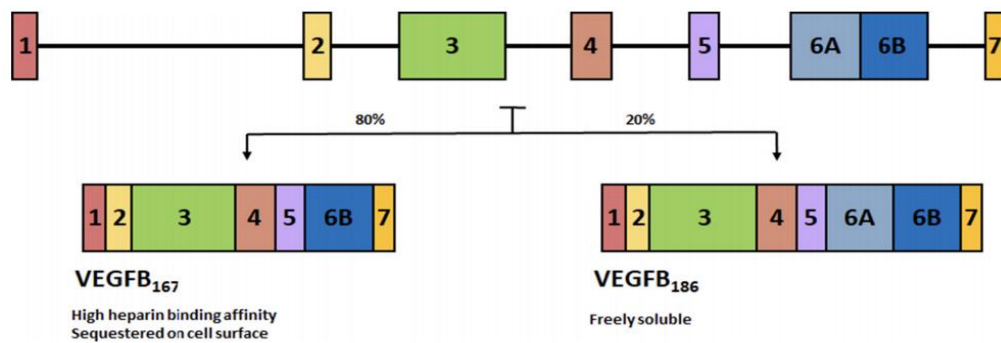 1 2 3 4 5 6A 6B 7
80% 20%
1 2 3 4 5 6B 7
1 2 3 4 5 6A 6B 7
VEGFB167
High heparin binding affinity
Sequestered on cell surface
VEGFB186
Freely soluble